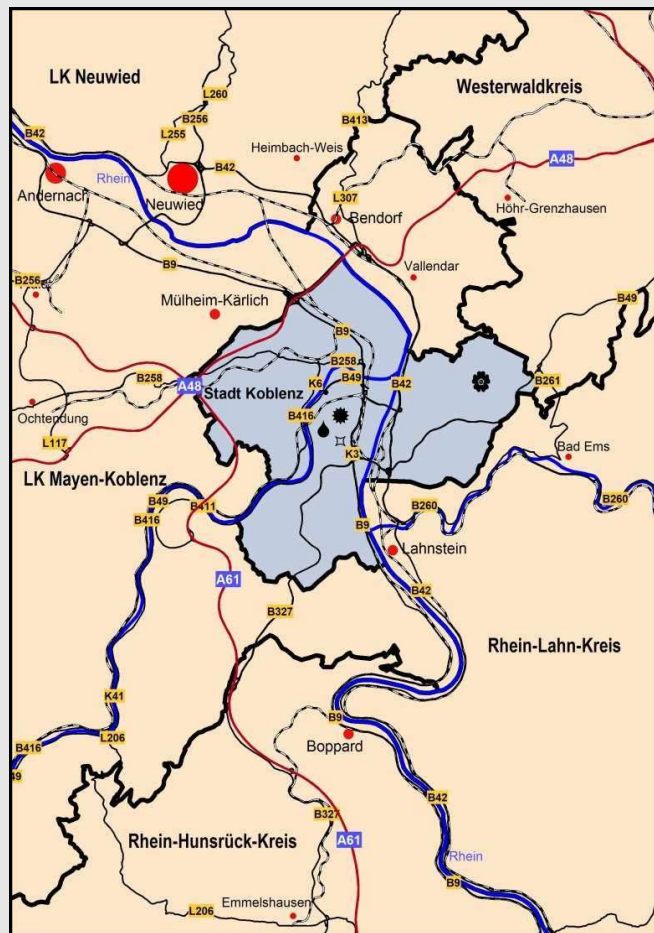 LK Neuwied
L260
Westerwaldkreis
B256
B413
B42
L255
Heimbach-Weis
B42
A48
Rhein
Andernach
Neuwied
L307
Höhr-Grenzhausen
Bendorf
B9
Vallendar
B256
B49
Mülheim-Kärlich
B9
B258
B261
B258
A48
K6
B49
B42
Stadt Koblenz
Ochtendung
B416
L117
K3
Bad Ems
LK Mayen-Koblenz
B49
B411
B260
B260
B416
B9
Lahnstein
A61
B42
B327
Rhein-Lahn-Kreis
K41
B9
L206
B416
Boppard
49
B42
B327
Rhein-Hunsrück-Kreis
A61
Rhein
B9
L206
Emmelshausen